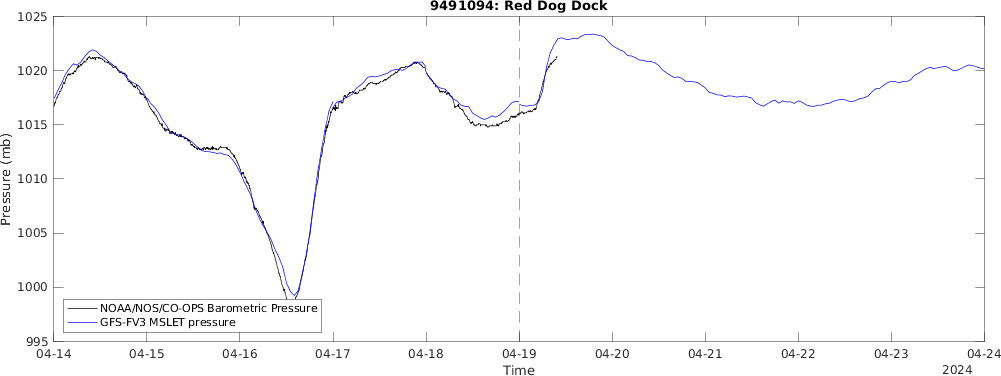 9491094: Red Dog Dock
Pressure (mb)
1025
1020
1015
1010
1005
1000
995
NOAA/NOS/CO-OPS Barometric Pressure
GFS-FV3 MSLET pressure
04-14 04-15 04-16 04-17 04-18 04-19 04-20 04-21 04-22 04-23 04-24
Time
2024